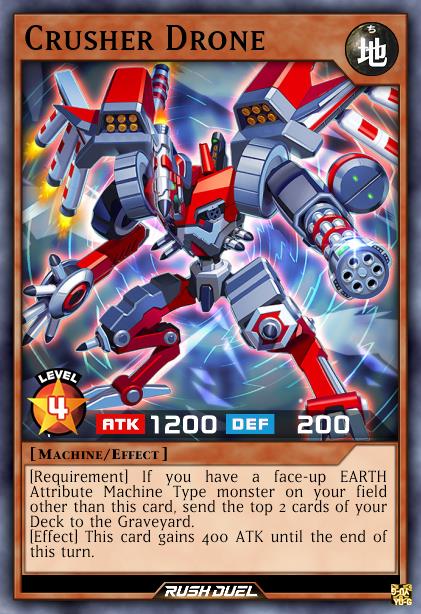 Crusher Drone
ち
地
LEVEL
4
ATK 1200 DEF 200
[Machine/Effect]
[Requirement] If you have a face-up EARTH
Attribute Machine Type monster on your field
other than this card, send the top 2 cards of your
Deck to the Graveyard.
[Effect] This card gains 400 ATK until the end of
this turn.
RUSH DUEL